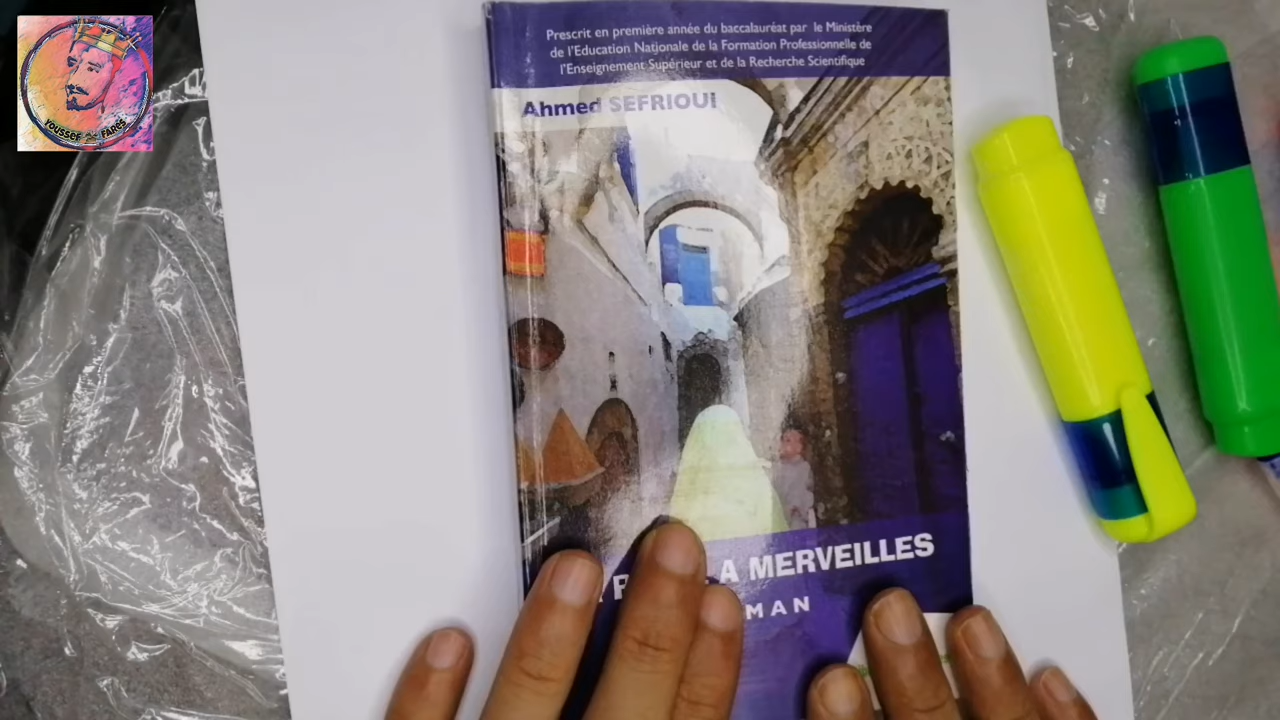 YOUSSEF FARES
Prescrit en première année du baccalauréat par le Ministère
de l'Education Nationale de la Formation Professionnelle de
l'Enseignement Supérieur et de la Recherche Scientifique
Ahmed SEFRIOUI
A MERVEILLES
MAN